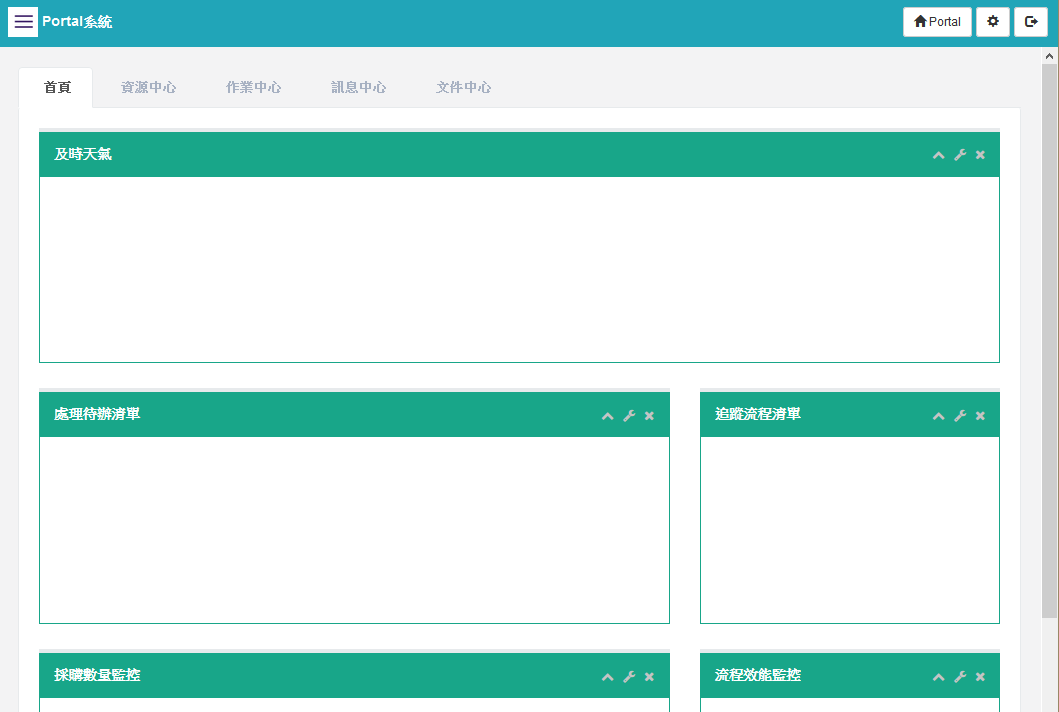 Portal系統 Portal
首頁 資源中心 作業中心 訊息中心 文件中心
及時天氣
處理待辦清單 追蹤流程清單
採購數量監控 流程效能監控